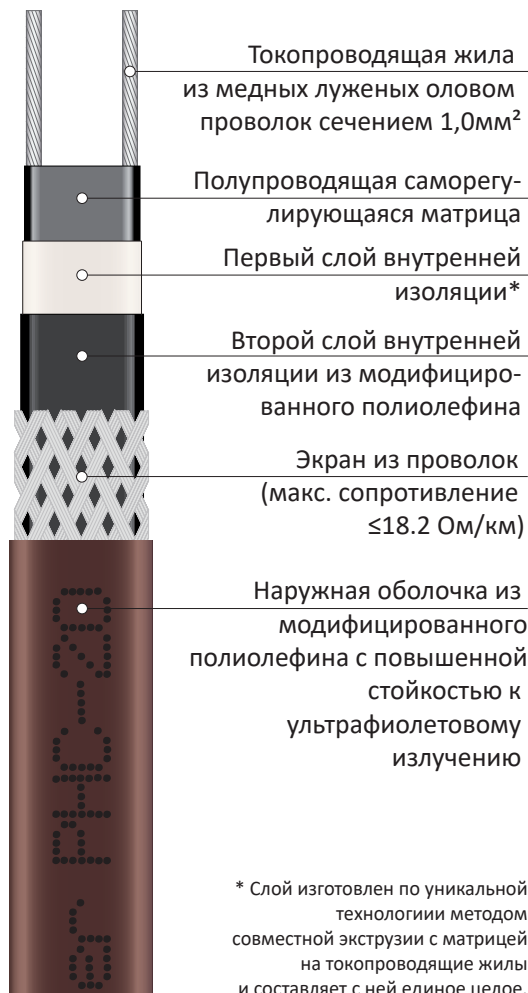 Токопроводящая жила
из медных луженых оловом
проволок сечением 1,0мм²
Полупроводящая саморегу-
лирующаяся матрица
Первый слой внутренней
изоляции*
Второй слой внутренней
изоляции из модифициро-
ванного полиолефина
Экран из проволок
(макс. сопротивление
≤18.2 Ом/км)
Наружная оболочка из
модифицированного
полиолефина с повышенной
стойкостью к
ультрафиолетовому
излучению
* Слой изготовлен по уникальной
технологиии методом
совместной экструзии с матрицей
на токопроводящие жилы
и составляет с ней единое целое.